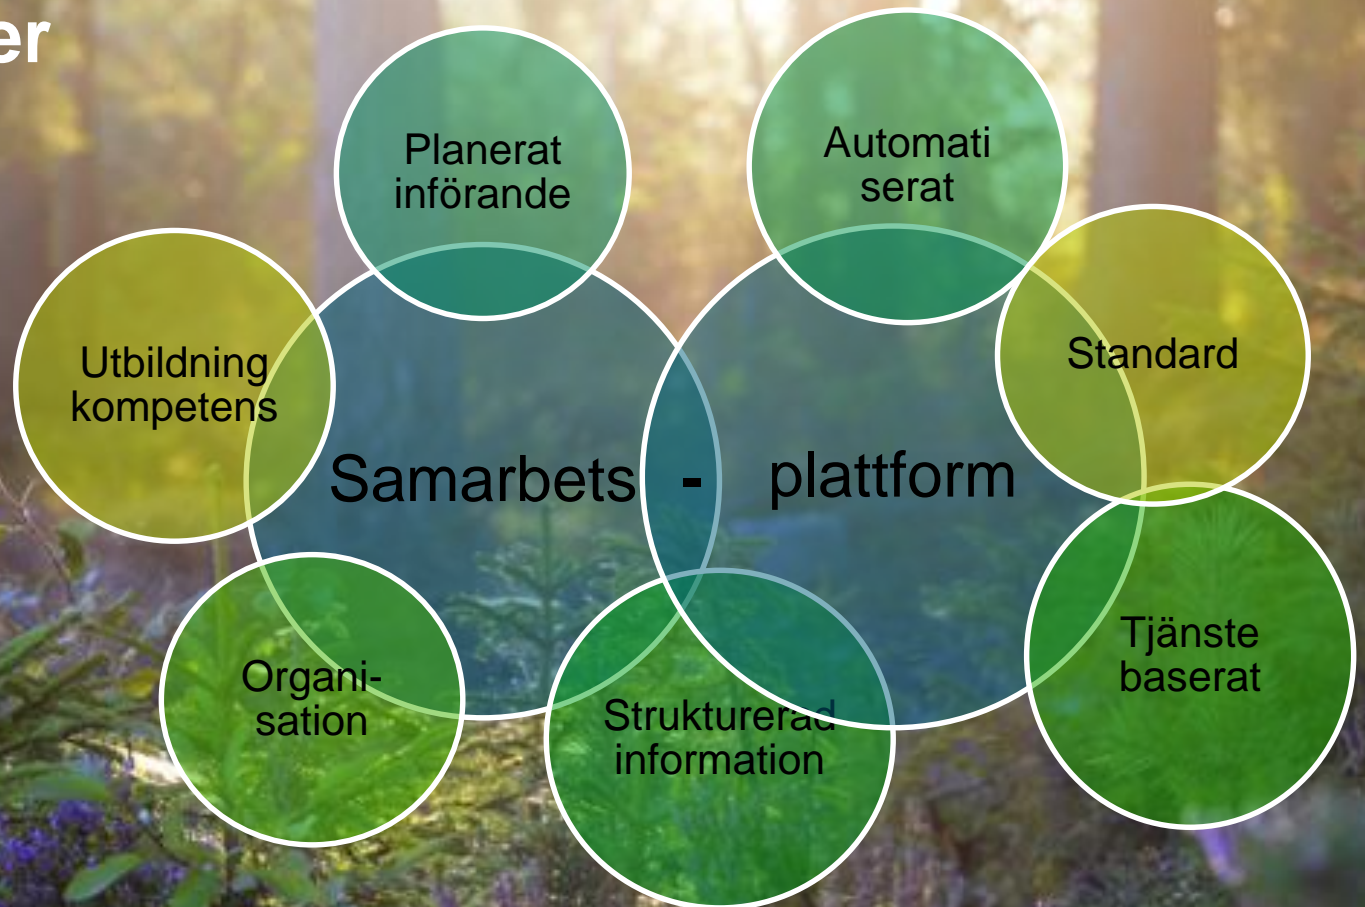 er
Planerat
införande
Automati
serat
Utbildning
kompetens
Standard
Samarbets - plattform
Organi-
sation
Strukturerad
information
Tjänste
baserat